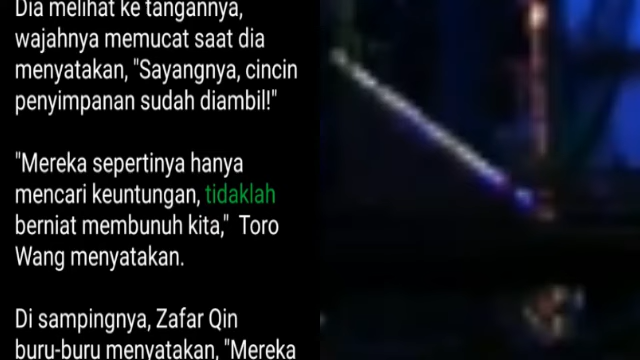 Dia melihat ke tangannya,
wajahnya memucat saat dia
menyatakan, "Sayangnya, cincin
penyimpanan sudah diambil!"
"Mereka sepertinya hanya
mencari keuntungan, tidaklah
berniat membunuh kita," Toro
Wang menyatakan.
Di sampingnya, Zafar Qin
buru-buru menyatakan, "Mereka